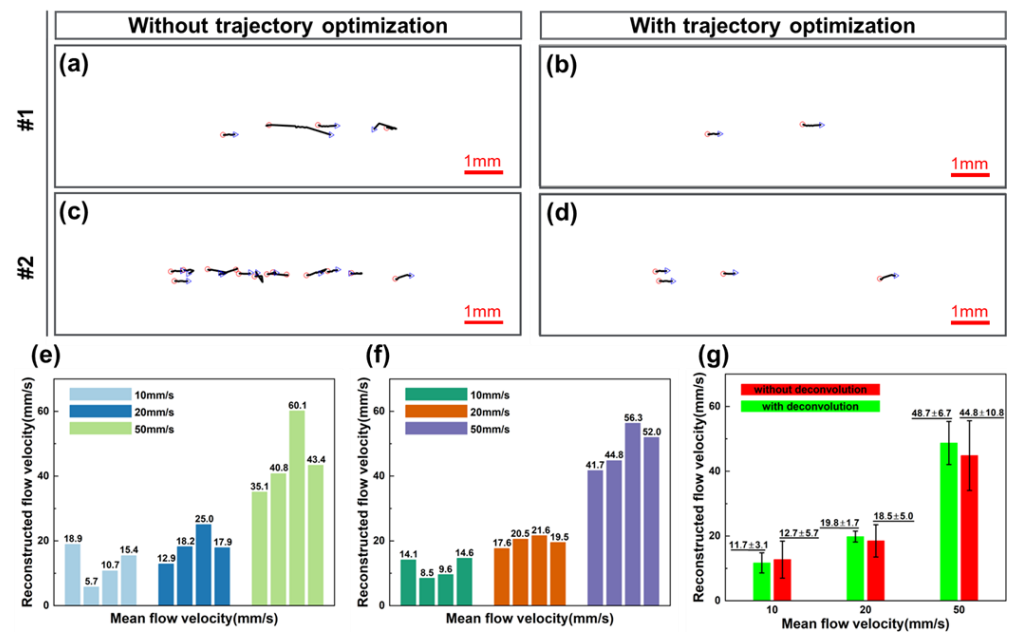 Without trajectory optimization
With trajectory optimization
#1
(a)
1mm
(b)
1mm
#2
(c)
1mm
(d)
1mm
(e)
Reconstructed flow velocity(mm/s)
60
40
20
0
10mm/s
20mm/s
50mm/s
18.9
5.7
10.7
15.4
12.9
18.2
25.0
17.9
35.1
40.8
60.1
43.4
Mean flow velocity(mm/s)
(f)
Reconstructed flow velocity(mm/s)
60
40
20
0
10mm/s
20mm/s
50mm/s
14.1
8.5
9.6
14.6
17.6
20.5
21.6
19.5
41.7
44.8
56.3
52.0
Mean flow velocity(mm/s)
(g)
Reconstructed flow velocity(mm/s)
60
40
20
0
without deconvolution
with deconvolution
11.7±3.1
12.7±5.7
19.8±1.7
18.5±5.0
48.7±6.7
44.8±10.8
10
20
50
Mean flow velocity(mm/s)